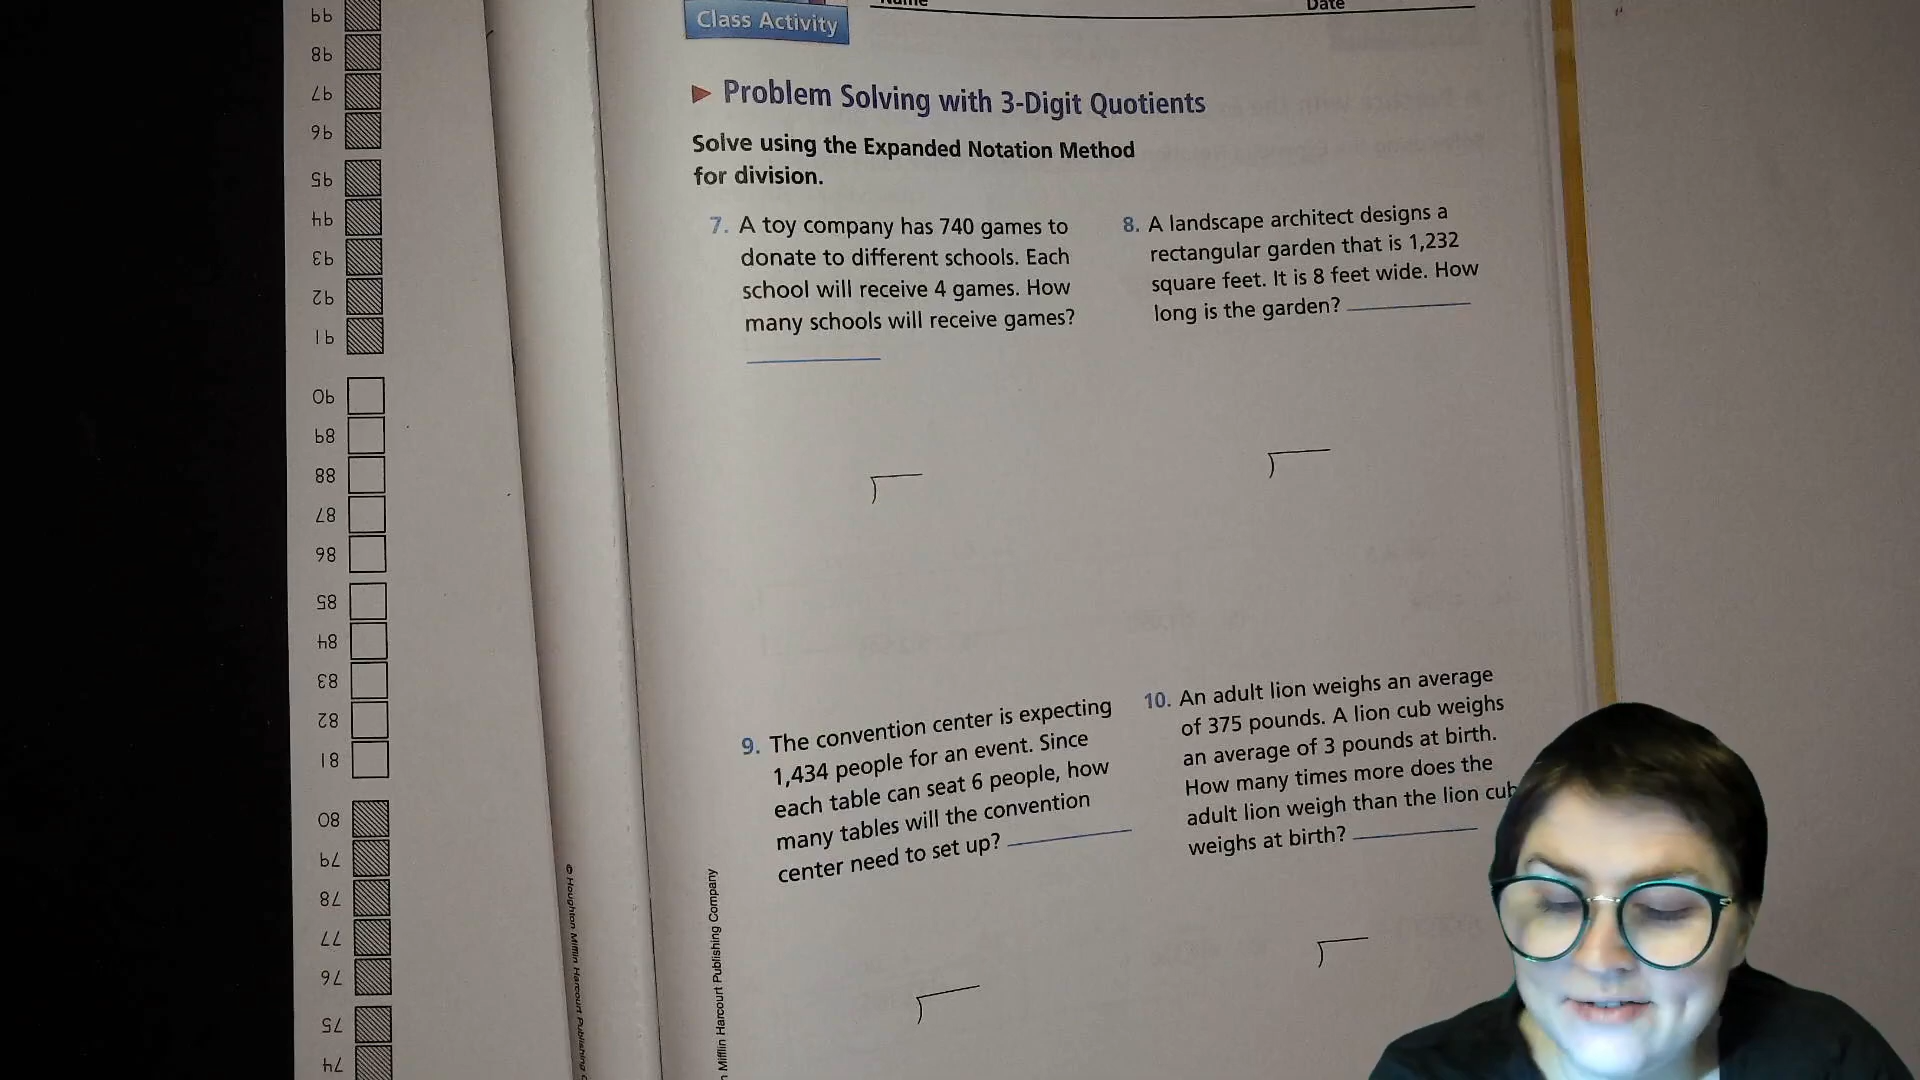 Class Activity
Name
Date
Problem Solving with 3-Digit Quotients
Solve using the Expanded Notation Method
for division.
7. A toy company has 740 games to
donate to different schools. Each
school will receive 4 games. How
many schools will receive games?
8. A landscape architect designs a
rectangular garden that is 1,232
square feet. It is 8 feet wide. How
long is the garden?
9. The convention center is expecting
1,434 people for an event. Since
each table can seat 6 people, how
many tables will the convention
center need to set up?
10. An adult lion weighs an average
of 375 pounds. A lion cub weighs
an average of 3 pounds at birth.
How many times more does the
adult lion weigh than the lion cub
weighs at birth?
99
98
97
96
95
94
93
92
91
90
89
88
87
86
85
84
83
82
81
80
79
78
77
76
75
74
© Houghton Mifflin Harcourt Publishing
Mifflin Harcourt Publishing Company